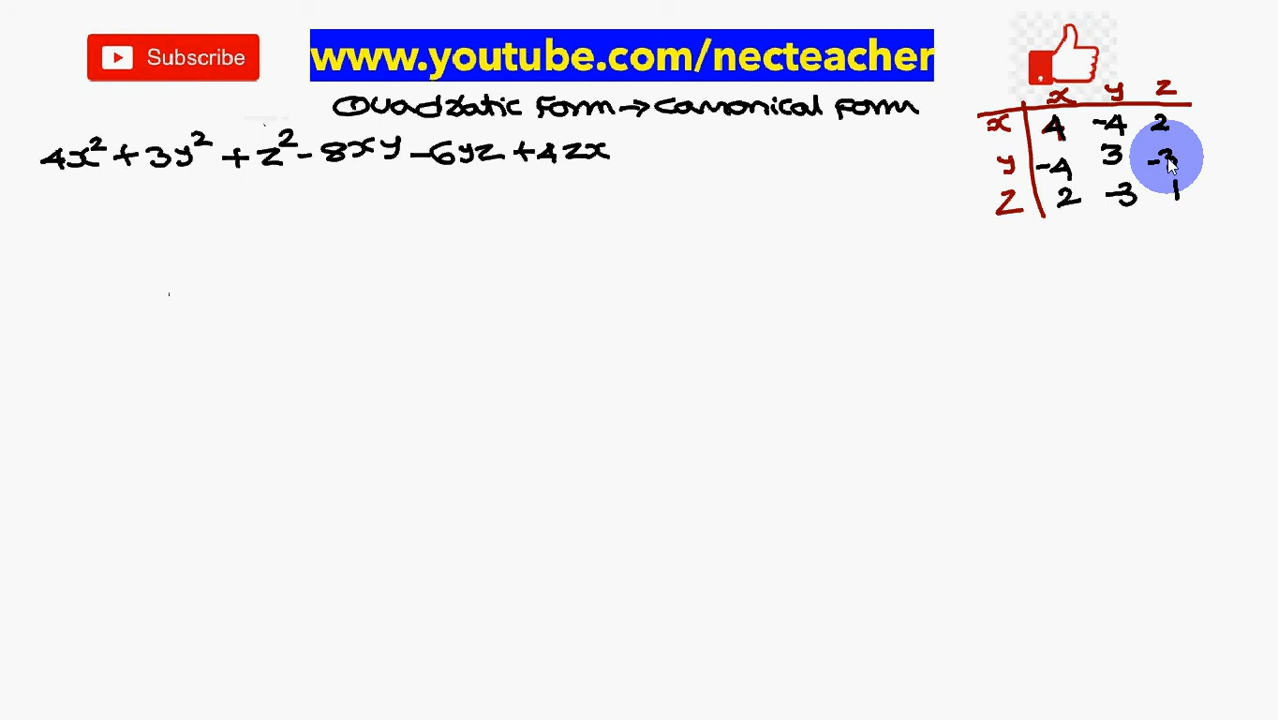 Subscribe
www.youtube.com/necteacher
Quadratic Form → Canonical form
4x² + 3y² + z² - 8xy - 6yz + 4zx
x y z
x 4 -4 2
y -4 3 -3
z 2 -3 1